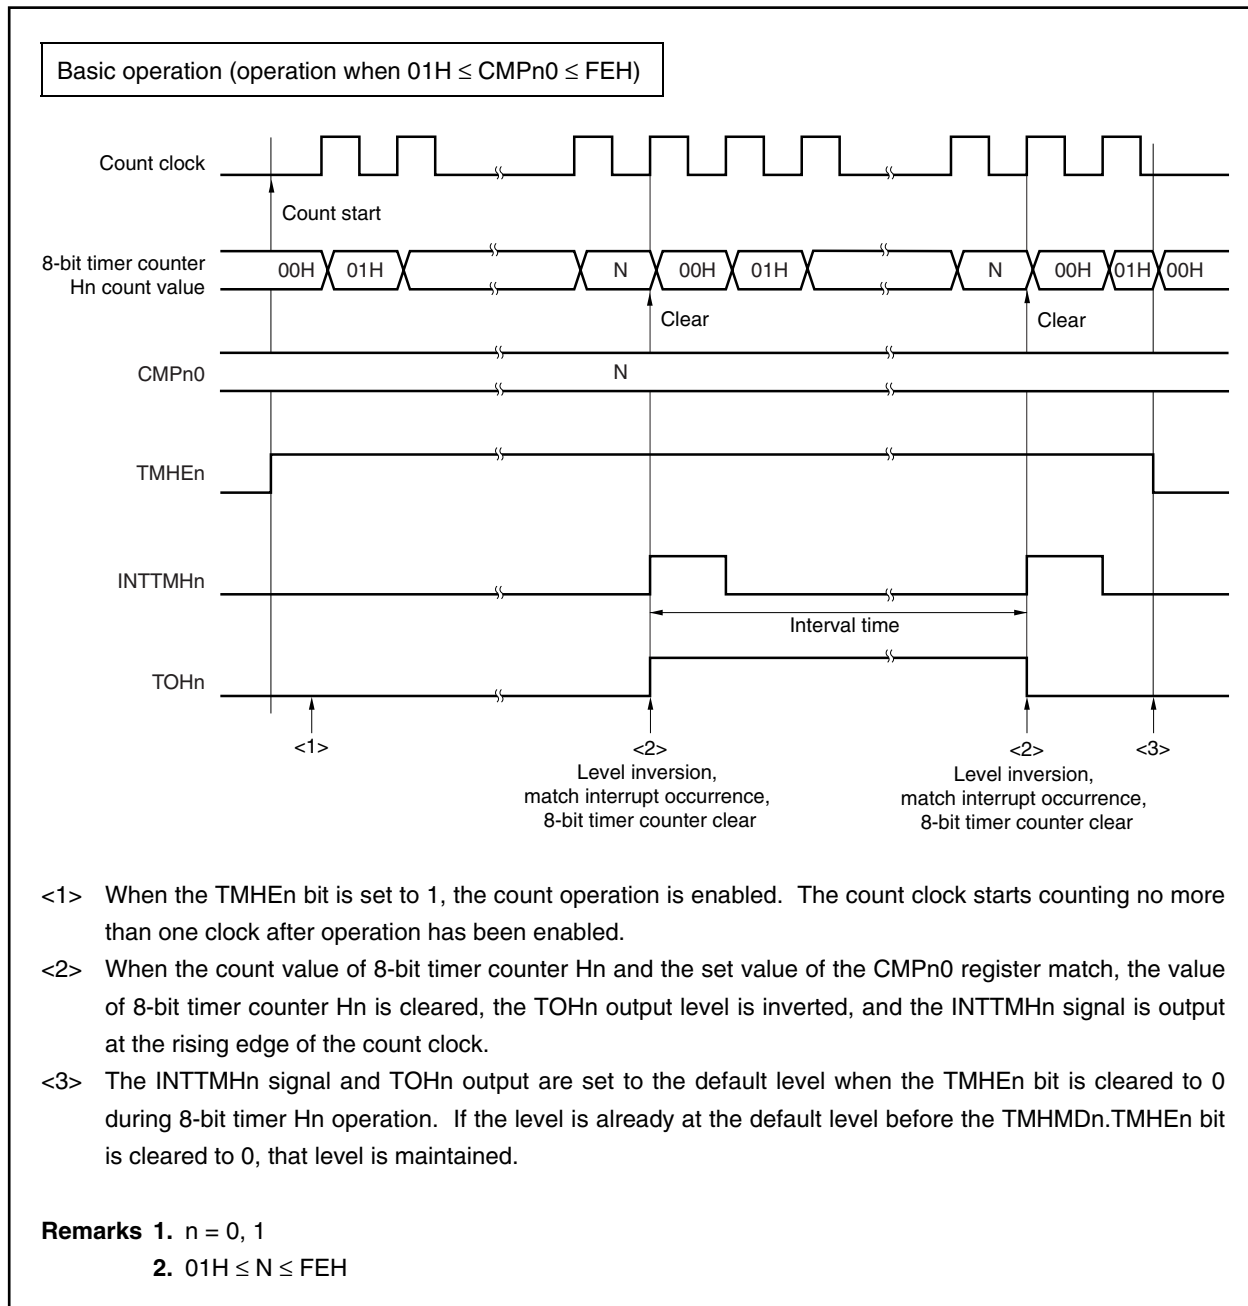 Basic operation (operation when 01H ≤ CMPn0 ≤ FEH)
Count clock
Count start
8-bit timer counter
Hn count value
00H 01H N 00H 01H N 00H 01H 00H
Clear Clear
CMPn0 N
TMHEn
INTTMHn
Interval time
TOHn
<1> <2> <2> <3>
Level inversion,
match interrupt occurrence,
8-bit timer counter clear
Level inversion,
match interrupt occurrence,
8-bit timer counter clear
<1> When the TMHEn bit is set to 1, the count operation is enabled. The count clock starts counting no more
than one clock after operation has been enabled.
<2> When the count value of 8-bit timer counter Hn and the set value of the CMPn0 register match, the value
of 8-bit timer counter Hn is cleared, the TOHn output level is inverted, and the INTTMHn signal is output
at the rising edge of the count clock.
<3> The INTTMHn signal and TOHn output are set to the default level when the TMHEn bit is cleared to 0
during 8-bit timer Hn operation. If the level is already at the default level before the TMHMDn.TMHEn bit
is cleared to 0, that level is maintained.
Remarks 1. n = 0, 1
2. 01H ≤ N ≤ FEH